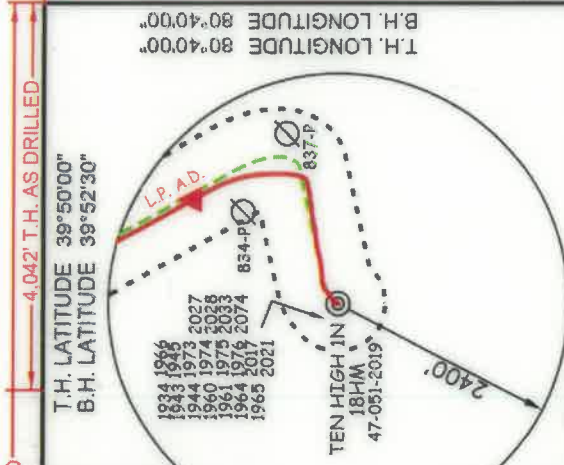 4,042' T.H. AS DRILLED
T.H. LATITUDE 39°50'00"
B.H. LATITUDE 39°52'30"
T.H. LONGITUDE 80°40'00"
B.H. LONGITUDE 80°40'00"
L.P. A.D.
837-P
834-P
1934 1966
1943 1945
1944 1973 2027
1960 1974 2028
1961 1975 2033
1964 1976 2074
2017
1965 2021
TEN HIGH 1N
18HM
47-051-2019
2400'